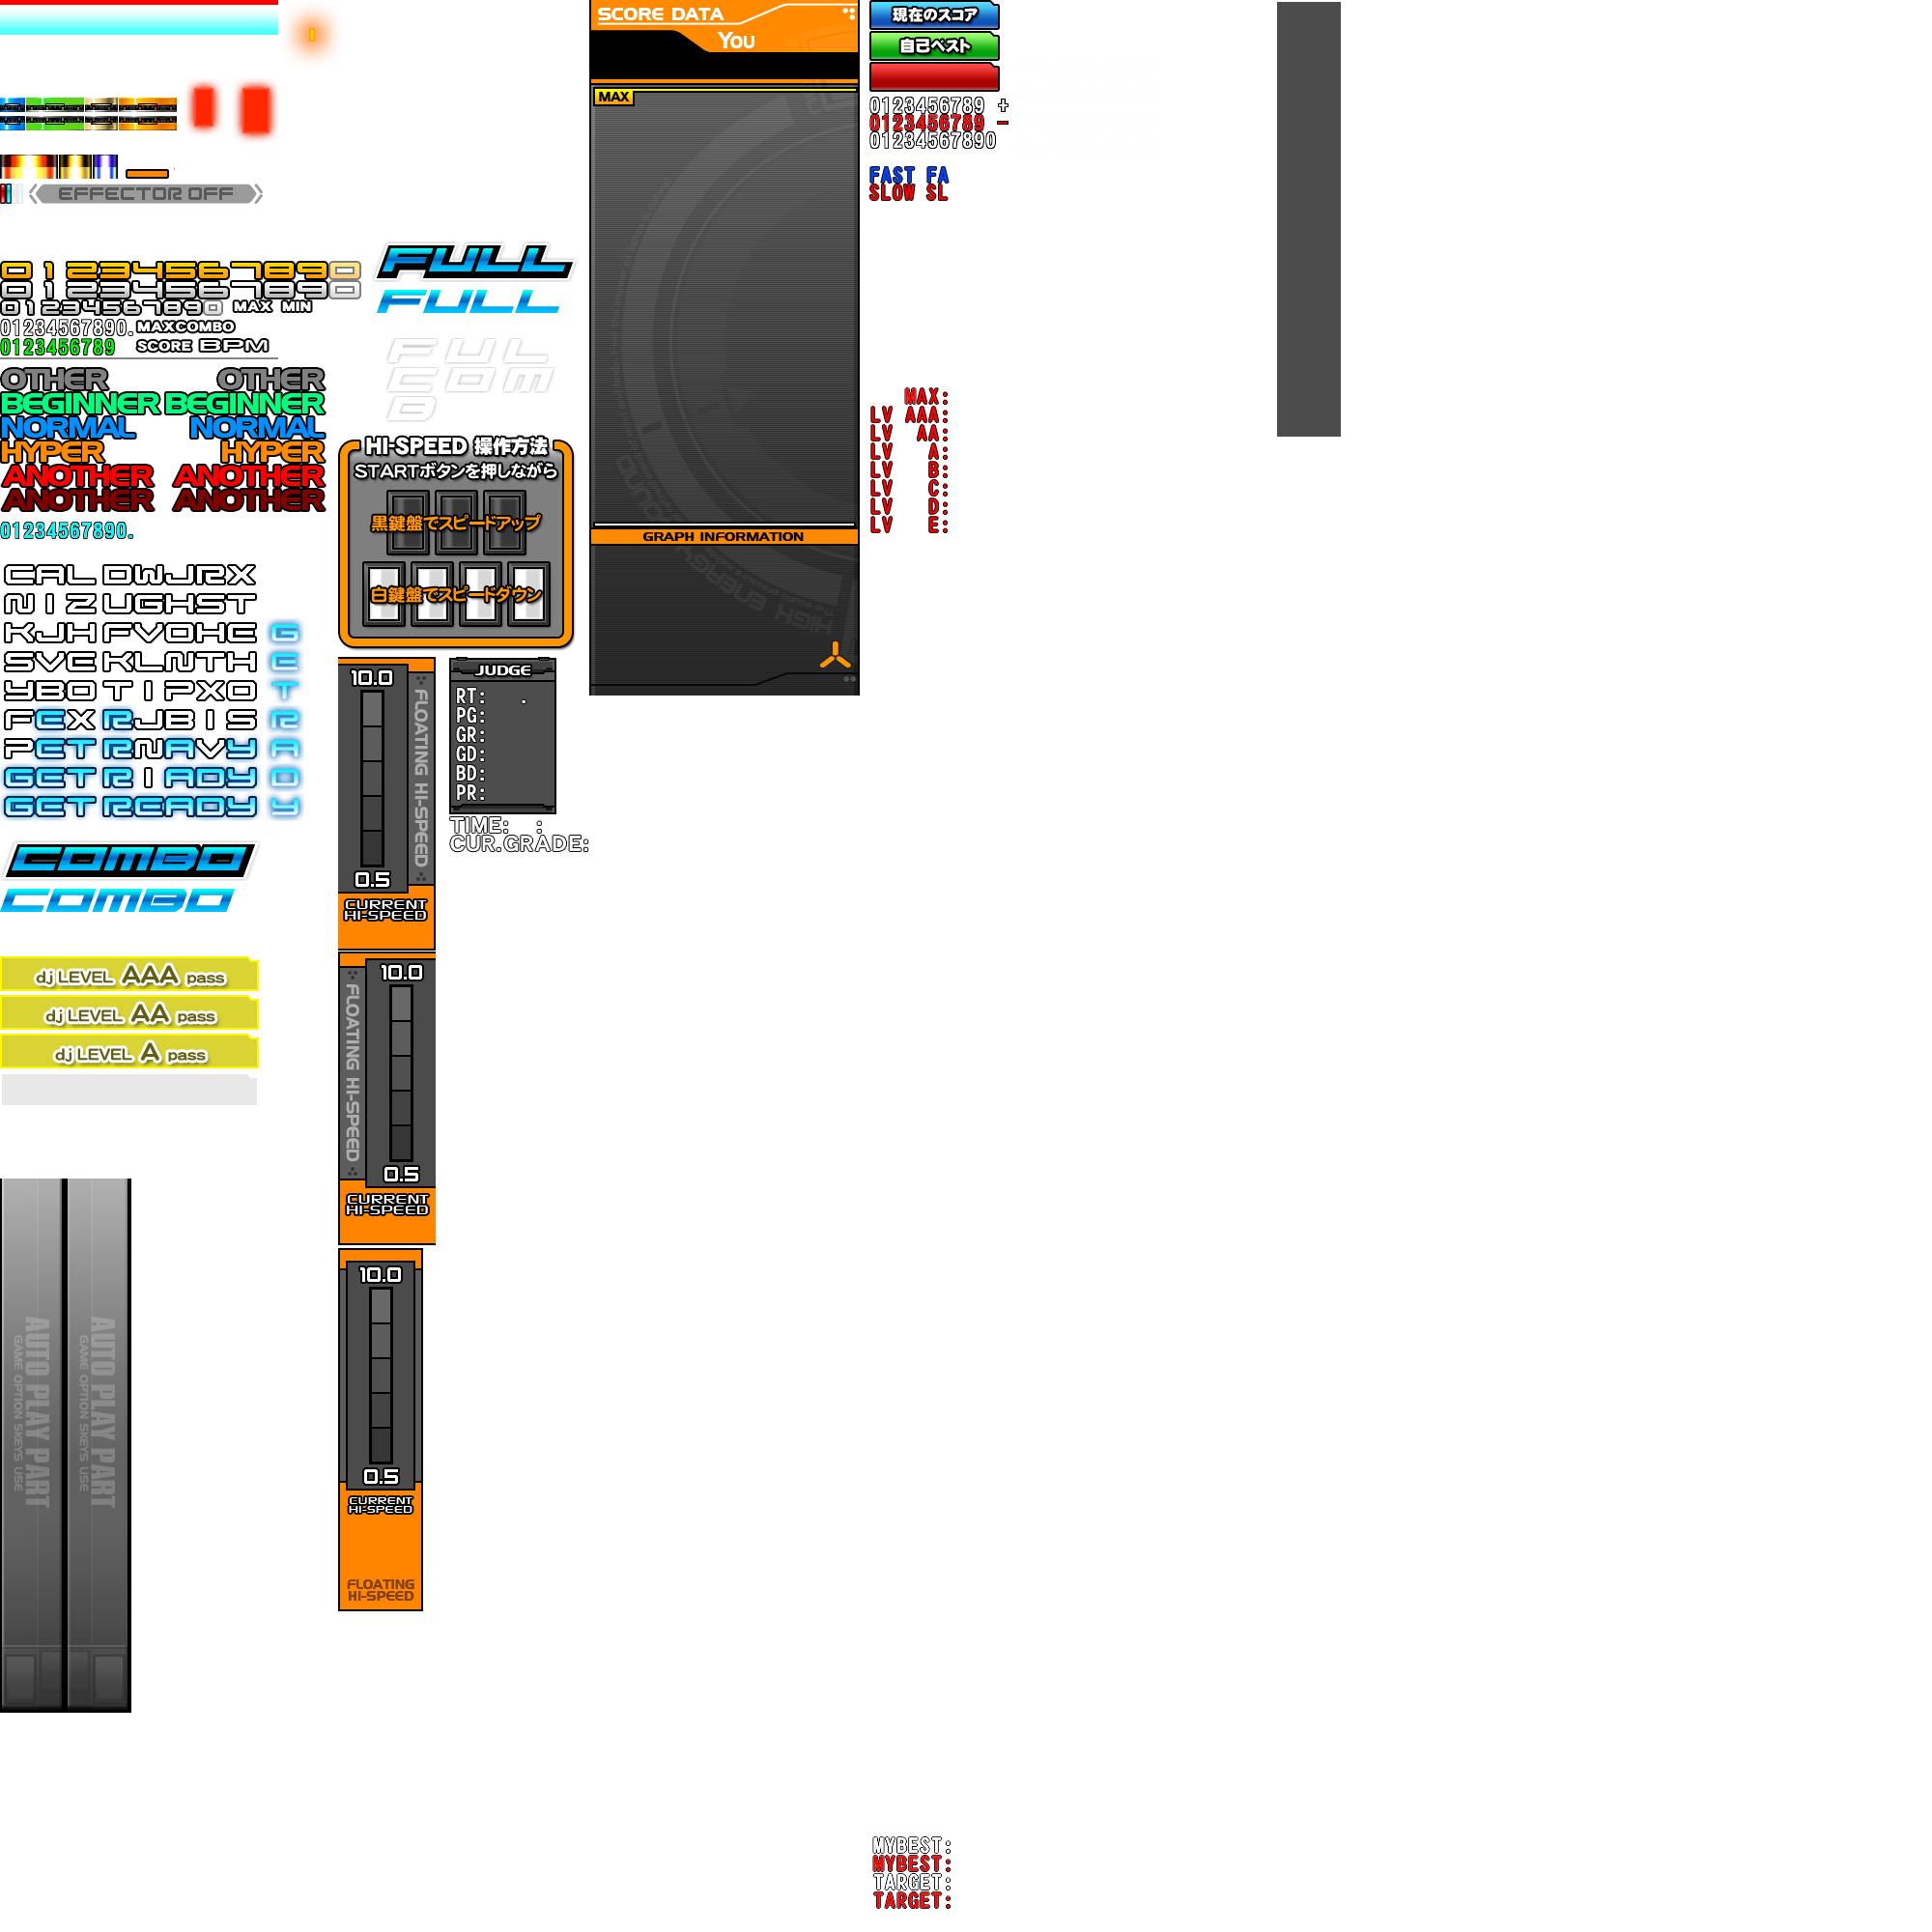 EFFECTOR OFF
0 1 2 3 4 5 6 7 8 9 0
0 1 2 3 4 5 6 7 8 9 0
0 1 2 3 4 5 6 7 8 9 0 MAX MIN
01234567890. MAXCOMBO
0123456789 SCORE BPM
OTHER OTHER
BEGINNER BEGINNER
NORMAL NORMAL
HYPER HYPER
ANOTHER ANOTHER
ANOTHER ANOTHER
01234567890.
CAL DWJRX
NIZ UGHST
KJH FVOHE G
SVE KLNTH E
YBO TIPXO T
FEX RJBIS R
PET RNAVY A
GET RIADY D
GET READY Y
COMBO
COMBO
dj LEVEL AAA pass
dj LEVEL AA pass
dj LEVEL A pass
AUTO PLAY PART
GAME OPTION 5KEYS USE
AUTO PLAY PART
GAME OPTION 5KEYS USE
FULL
FULL
F U L
C O M
B
HI-SPEED 操作方法
STARTボタンを押しながら
黒鍵盤でスピードアップ
白鍵盤でスピードダウン
10.0
FLOATING HI-SPEED
0.5
CURRENT
HI-SPEED
10.0
FLOATING HI-SPEED
0.5
CURRENT
HI-SPEED
10.0
0.5
CURRENT
HI-SPEED
FLOATING
HI-SPEED
JUDGE
RT: .
PG:
GR:
GD:
BD:
PR:
TIME: :
CUR.GRADE:
SCORE DATA
YOU
MAX
GRAPH INFORMATION
HIGH ENERGY
現在のスコア
自己ベスト
0123456789 +
0123456789 -
01234567890
FAST FA
SLOW SL
MAX:
LV AAA:
LV AA:
LV A:
LV B:
LV C:
LV D:
LV E:
MYBEST:
MYBEST:
TARGET:
TARGET: